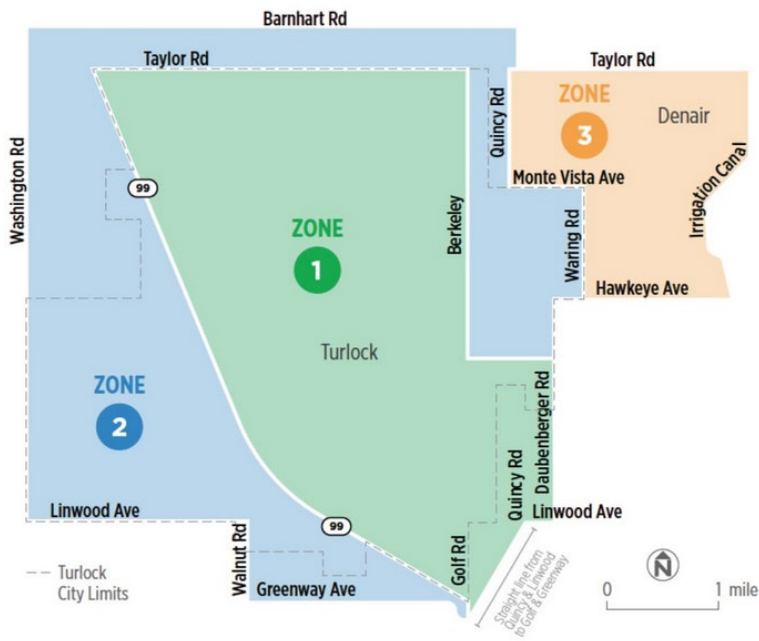 Barnhart Rd
Taylor Rd
Taylor Rd
ZONE
3
Denair
Quincy Rd
Washington Rd
99
Monte Vista Ave
Irrigation Canal
ZONE
1
Berkeley
Waring Rd
Hawkeye Ave
Turlock
ZONE
2
Daubenberger Rd
Quincy Rd
Linwood Ave
Linwood Ave
99
Walnut Rd
Golf Rd
Greenway Ave
Straight line from
Quincy & Linwood
to Golf & Greenway
Turlock
City Limits
N
0 1 mile